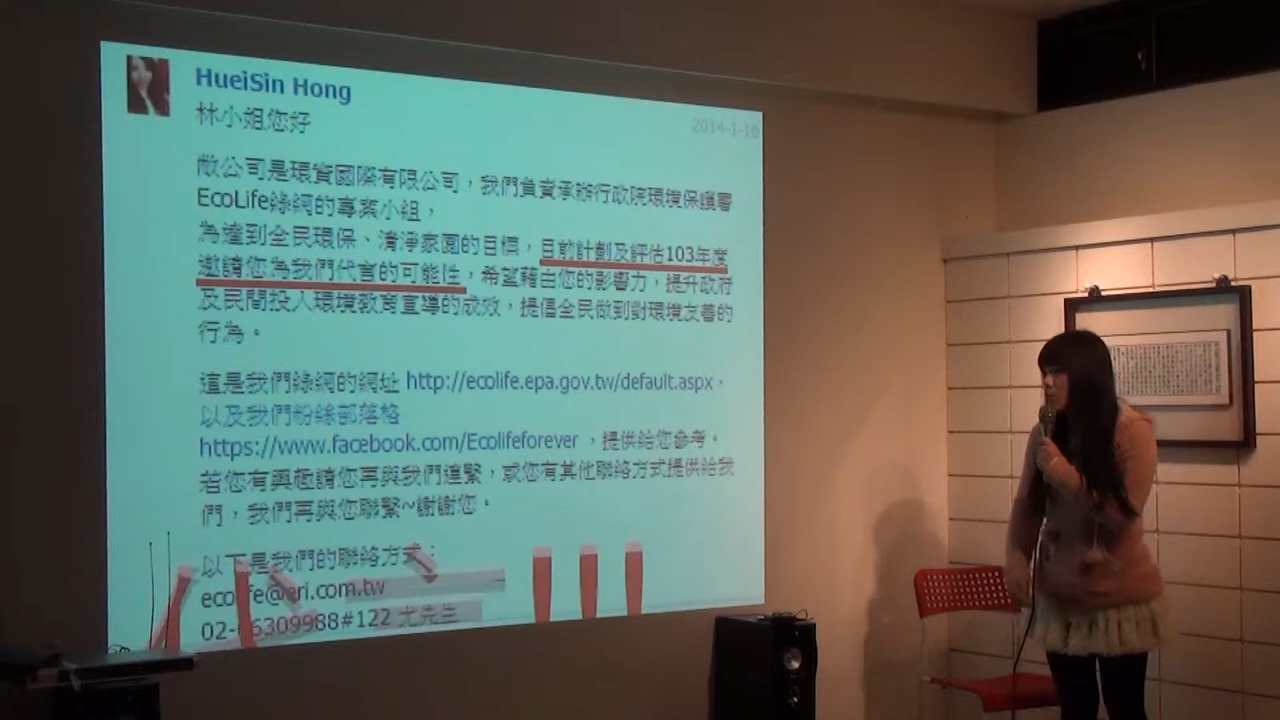 HueiSin Hong
林小姐您好
2014-1-16
敝公司是環資國際有限公司，我們負責承辦行政院環境保護署
EcoLife綠網的專案小組，
為達到全民環保、清淨家園的目標，目前計劃及評估103年度
邀請您為我們代言的可能性，希望藉由您的影響力，提升政府
及民間投入環境教育宣導的成效，提倡全民做到對環境友善的
行為。
這是我們綠網的網址 http://ecolife.epa.gov.tw/default.aspx，
以及我們粉絲部落格
https://www.facebook.com/Ecolifeforever ，提供給您參考。
若您有興趣請您再與我們連繫，或您有其他聯絡方式提供給我
們，我們再與您聯繫~謝謝您。
以下是我們的聯絡方式：
尤先生